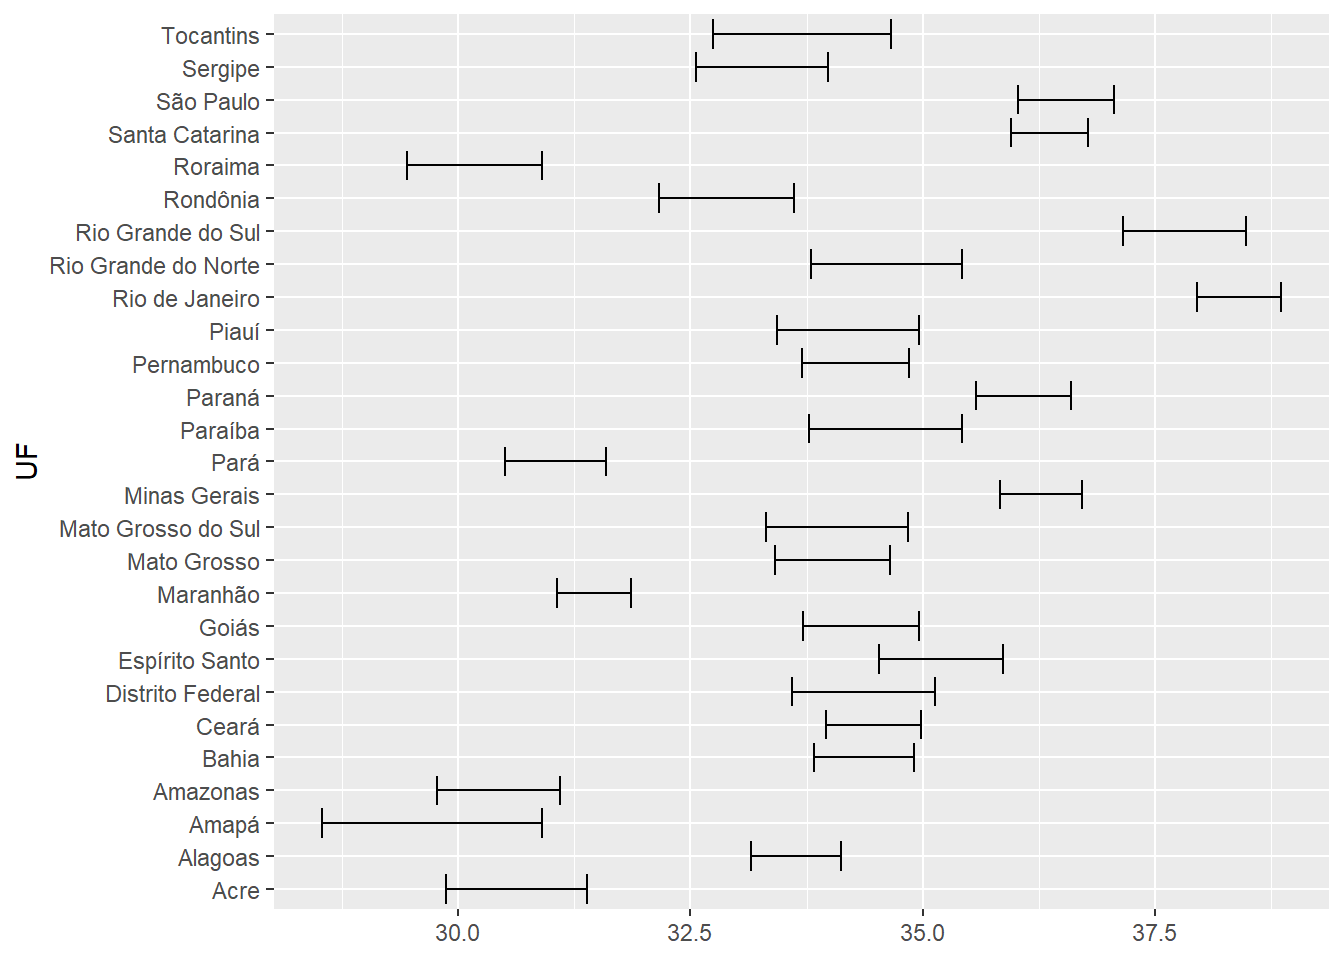 Tocantins
Sergipe
São Paulo
Santa Catarina
Roraima
Rondônia
Rio Grande do Sul
Rio Grande do Norte
Rio de Janeiro
Piauí
Pernambuco
Paraná
Paraíba
Pará
Minas Gerais
Mato Grosso do Sul
Mato Grosso
Maranhão
Goiás
Espírito Santo
Distrito Federal
Ceará
Bahia
Amazonas
Amapá
Alagoas
Acre
UF
30.0 32.5 35.0 37.5